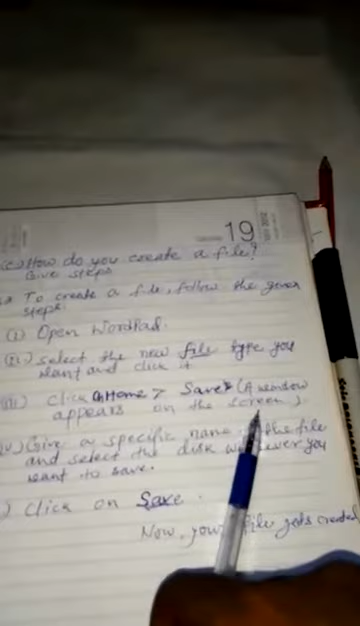 19
(c) How do you create a file?
Give steps
To create a file, follow the given
steps:
(i) Open WordPad.
(ii) select the new file type you
want and click it
(iii) click Home > Save (A window
appears on the screen)
(iv) Give a specific name the file
and select the disk wherever you
want to save.
) click on Save.
Now, your file gets created